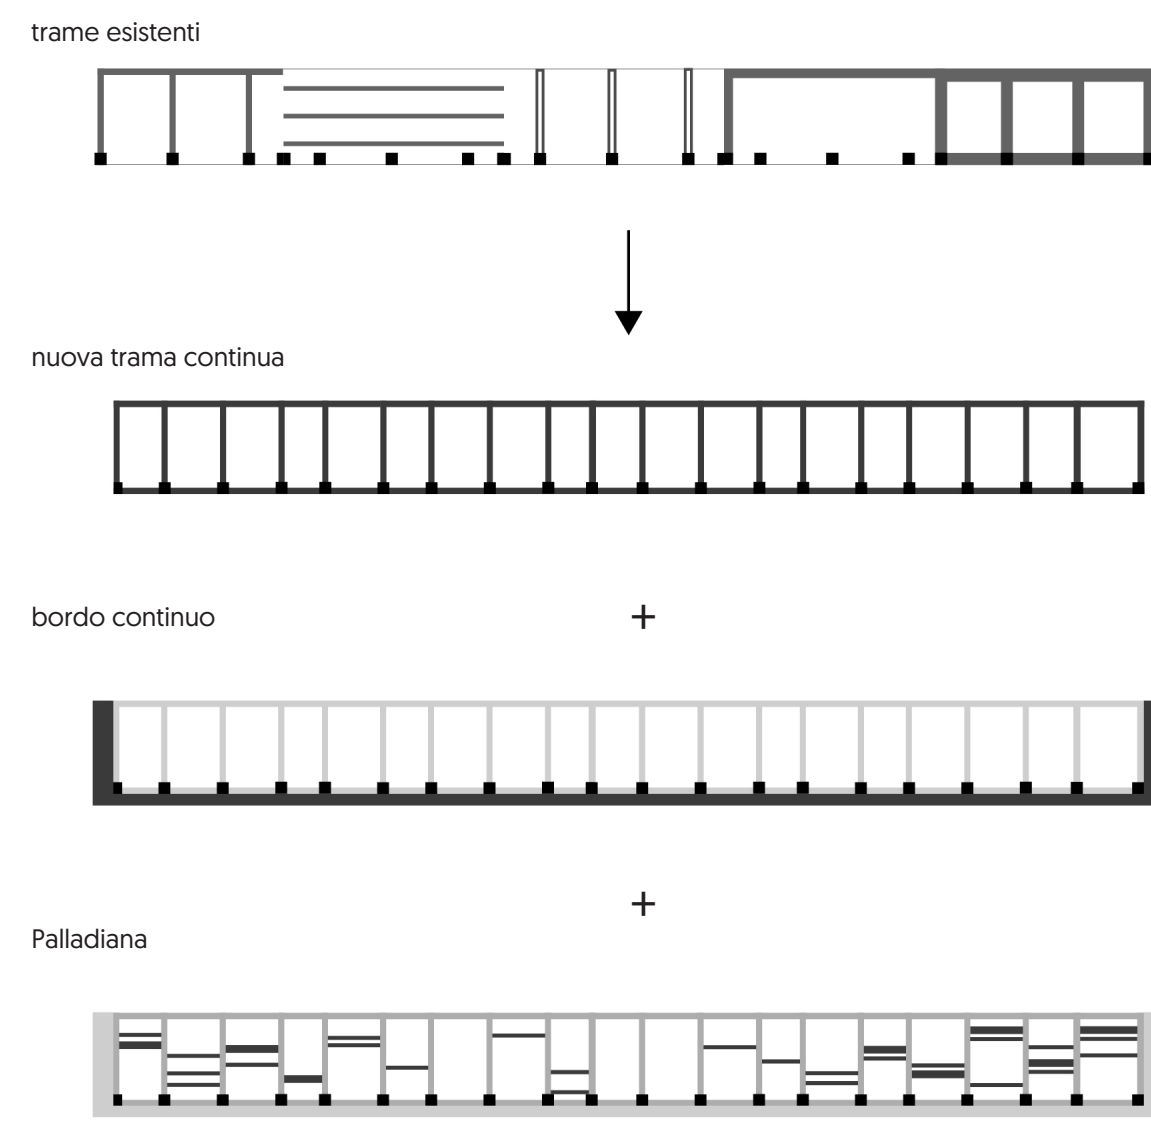 trame esistenti
nuova trama continua
bordo continuo
+
+
Palladiana